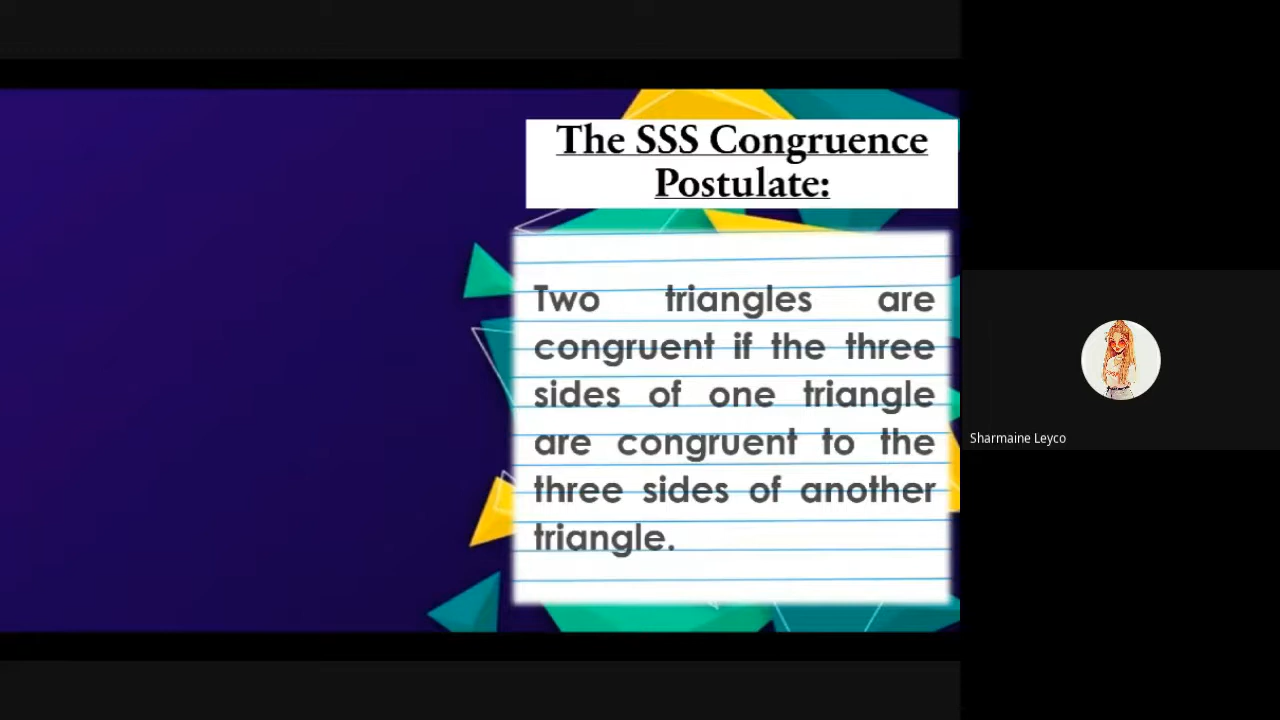 The SSS Congruence
Postulate:
Two triangles are
congruent if the three
sides of one triangle
are congruent to the
three sides of another
triangle.
Sharmaine Leyco